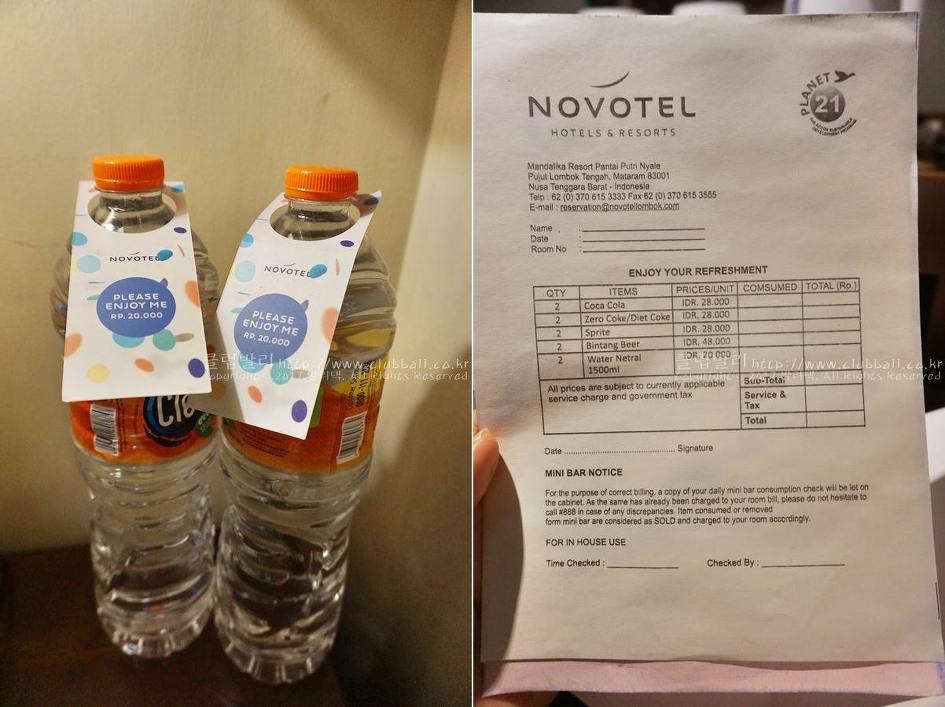 NOVOTEL
PLEASE
ENJOY ME
RP. 20.000
NOVOTEL
PLEASE
ENJOY ME
RP. 20.000
NOVOTEL
HOTELS & RESORTS
PLANET
21
Mandalika Resort Pantai Putri Nyale
Pujut Lombok Tengah, Mataram 83001
Nusa Tenggara Barat - Indonesia
Telp : 62 (0) 370 615 3333 Fax 62 (0) 370 615 3555
E-mail : reservation@novotellombok.com
Name :
Date :
Room No :
ENJOY YOUR REFRESHMENT
QTY ITEMS PRICES/UNIT COMSUMED TOTAL (Rp.)
2 Coca Cola IDR. 28.000
2 Zero Coke/Diet Coke IDR. 28.000
2 Sprite IDR. 28.000
2 Bintang Beer IDR. 48.000
2 Water Netral IDR. 20 000
1500ml
All prices are subject to currently applicable
service charge and government tax
Sub-Total
Service &
Tax
Total
클럽발리 http://www.clubbali.co.kr
All Rights Reserved
http://www.clubbali.co.kr
All Rights Reserved
Date ............................................. Signature
MINI BAR NOTICE
For the purpose of correct billing, a copy of your daily mini bar consumption check will be let on
the cabinet. As the same has already been charged to your room bill, please do not hesitate to
call #888 in case of any discrepancies. Item consumed or removed
form mini bar are considered as SOLD and charged to your room accordingly.
FOR IN HOUSE USE
Time Checked : Checked By :